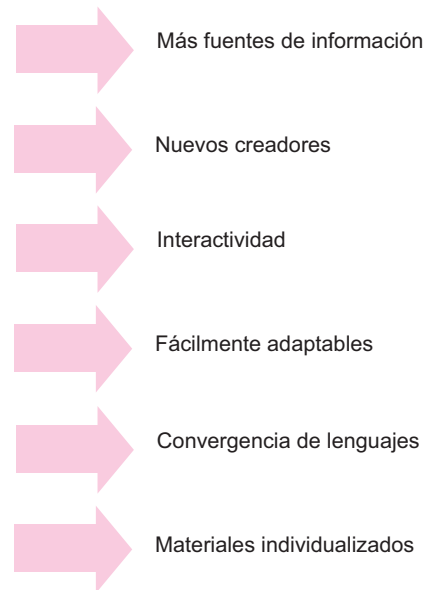 Más fuentes de información
Nuevos creadores
Interactividad
Fácilmente adaptables
Convergencia de lenguajes
Materiales individualizados